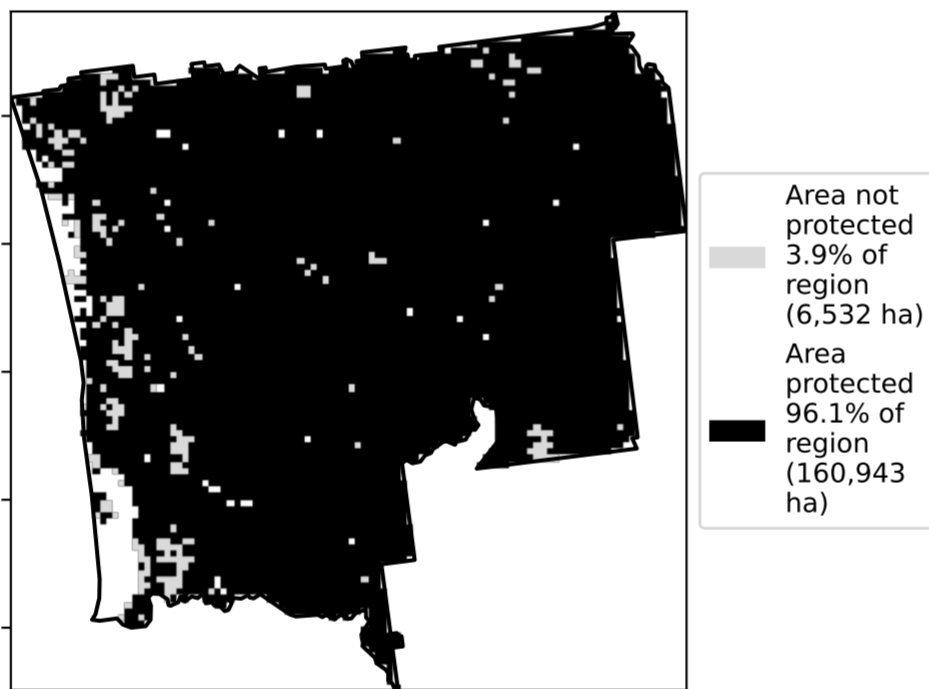 Area not
protected
3.9% of
region
(6,532 ha)
Area
protected
96.1% of
region
(160,943
ha)